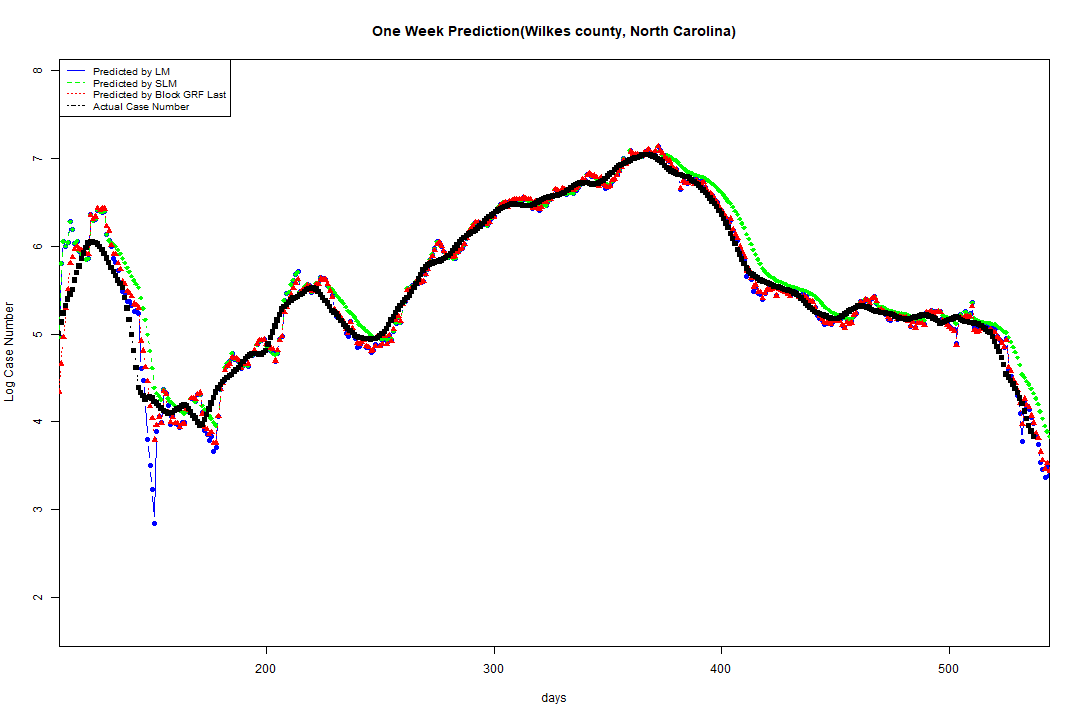 One Week Prediction(Wilkes county, North Carolina)
Predicted by LM
Predicted by SLM
Predicted by Block GRF Last
Actual Case Number
Log Case Number
8
7
6
5
4
3
2
200 300 400 500
days